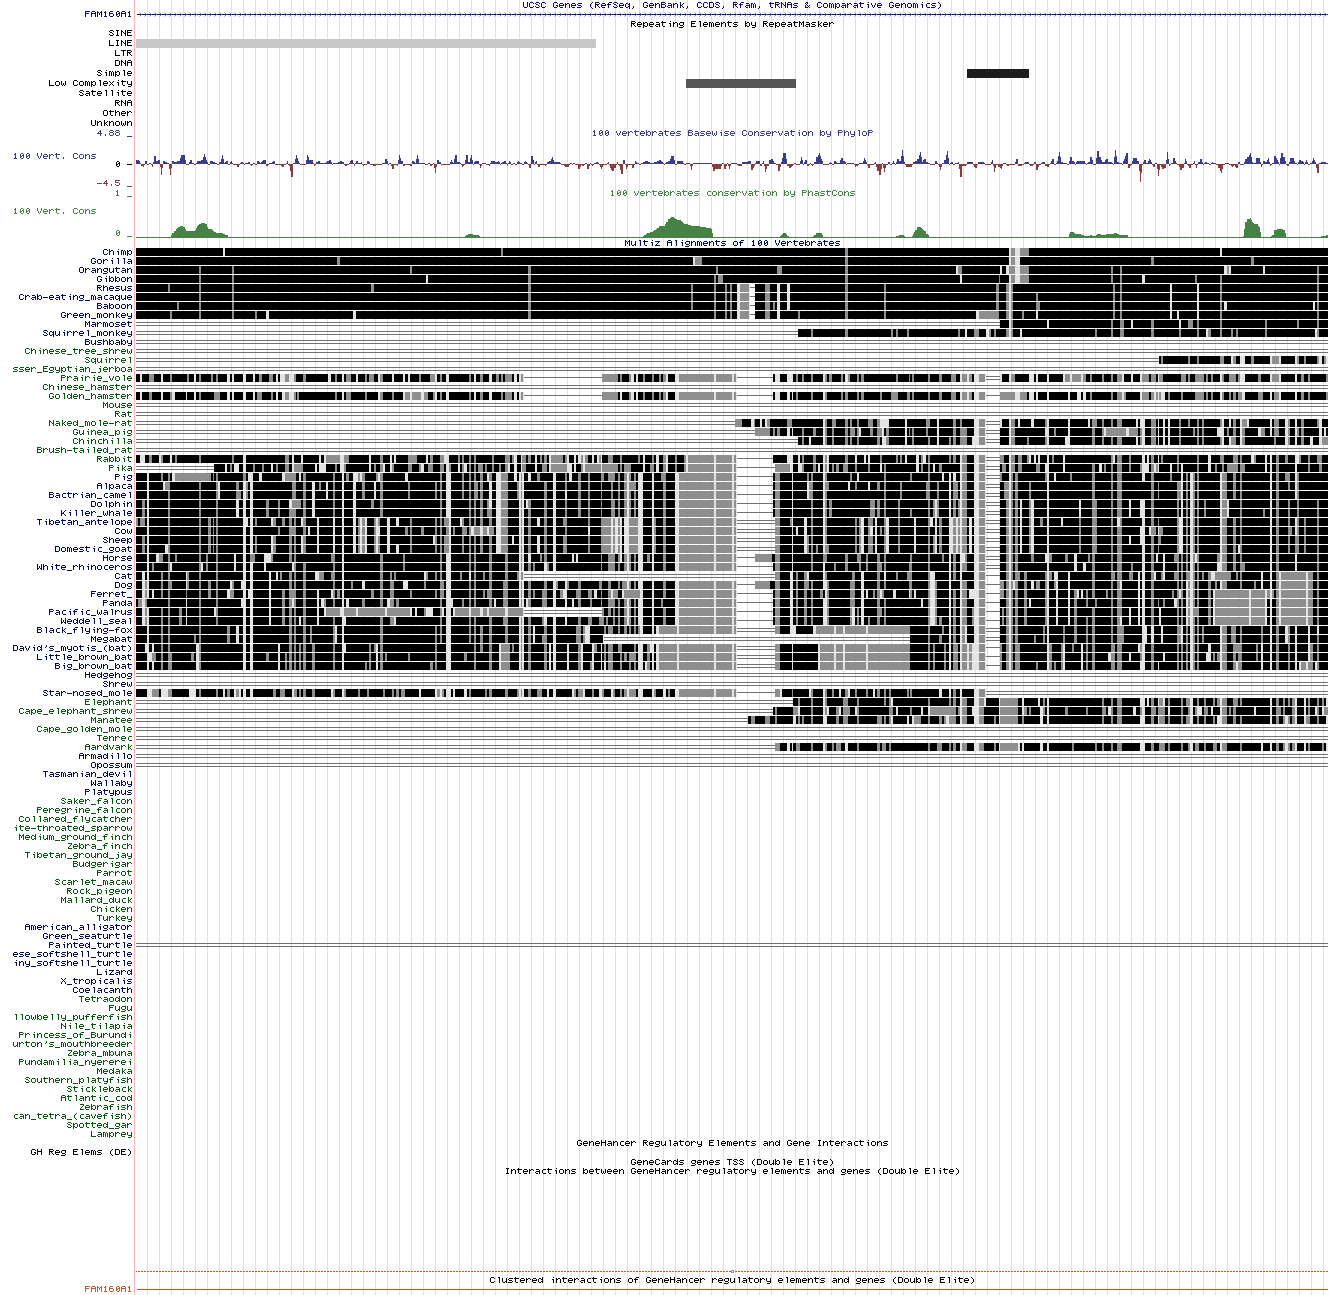 UCSC Genes (RefSeq, GenBank, CCDS, Rfam, tRNAs & Comparative Genomics)
FAM160A1
Repeating Elements by RepeatMasker
SINE
LINE
LTR
DNA
Simple
Low Complexity
Satellite
RNA
Other
Unknown
4.88 _
100 vertebrates Basewise Conservation by PhyloP
100 Vert. Cons
0 _
-4.5 _
1 _
100 vertebrates conservation by PhastCons
100 Vert. Cons
0 _
Multiz Alignments of 100 Vertebrates
Chimp
Gorilla
Orangutan
Gibbon
Rhesus
Crab-eating_macaque
Baboon
Green_monkey
Marmoset
Squirrel_monkey
Bushbaby
Chinese_tree_shrew
Squirrel
sser_Egyptian_jerboa
Prairie_vole
Chinese_hamster
Golden_hamster
Mouse
Rat
Naked_mole-rat
Guinea_pig
Chinchilla
Brush-tailed_rat
Rabbit
Pika
Pig
Alpaca
Bactrian_camel
Dolphin
Killer_whale
Tibetan_antelope
Cow
Sheep
Domestic_goat
Horse
White_rhinoceros
Cat
Dog
Ferret_
Panda
Pacific_walrus
Weddell_seal
Black_flying-fox
Megabat
David's_myotis_(bat)
Little_brown_bat
Big_brown_bat
Hedgehog
Shrew
Star-nosed_mole
Elephant
Cape_elephant_shrew
Manatee
Cape_golden_mole
Tenrec
Aardvark
Armadillo
Opossum
Tasmanian_devil
Wallaby
Platypus
Saker_falcon
Peregrine_falcon
Collared_flycatcher
ite-throated_sparrow
Medium_ground_finch
Zebra_finch
Tibetan_ground_jay
Budgerigar
Parrot
Scarlet_macaw
Rock_pigeon
Mallard_duck
Chicken
Turkey
American_alligator
Green_seaturtle
Painted_turtle
ese_softshell_turtle
iny_softshell_turtle
Lizard
X_tropicalis
Coelacanth
Tetraodon
Fugu
llowbelly_pufferfish
Nile_tilapia
Princess_of_Burundi
urton's_mouthbreeder
Zebra_mbuna
Pundamilia_nyererei
Medaka
Southern_platyfish
Stickleback
Atlantic_cod
Zebrafish
can_tetra_(cavefish)
Spotted_gar
Lamprey
GeneHancer Regulatory Elements and Gene Interactions
GH Reg Elems (DE)
GeneCards genes TSS (Double Elite)
Interactions between GeneHancer regulatory elements and genes (Double Elite)
Clustered interactions of GeneHancer regulatory elements and genes (Double Elite)
FAM160A1